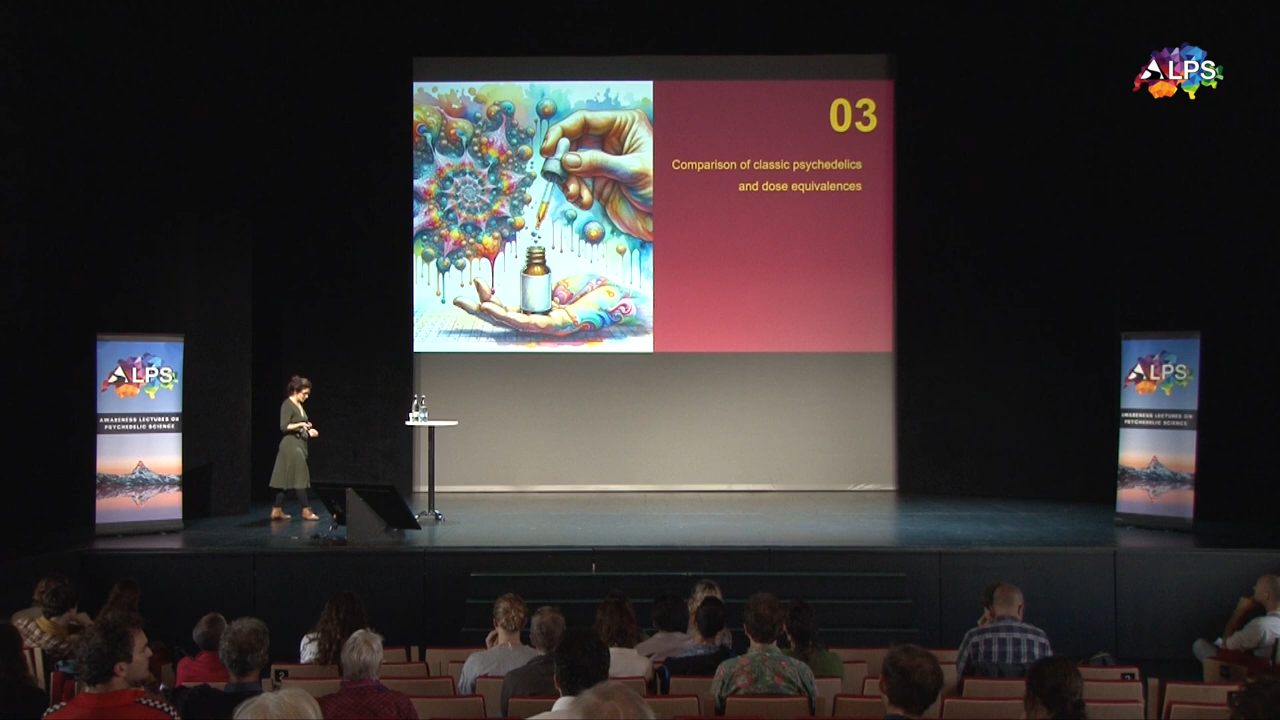 ALPS
03
Comparison of classic psychedelics
and dose equivalences
ALPS
AWARENESS LECTURES ON
PSYCHEDELIC SCIENCE
ALPS
AWARENESS LECTURES ON
PSYCHEDELIC SCIENCE